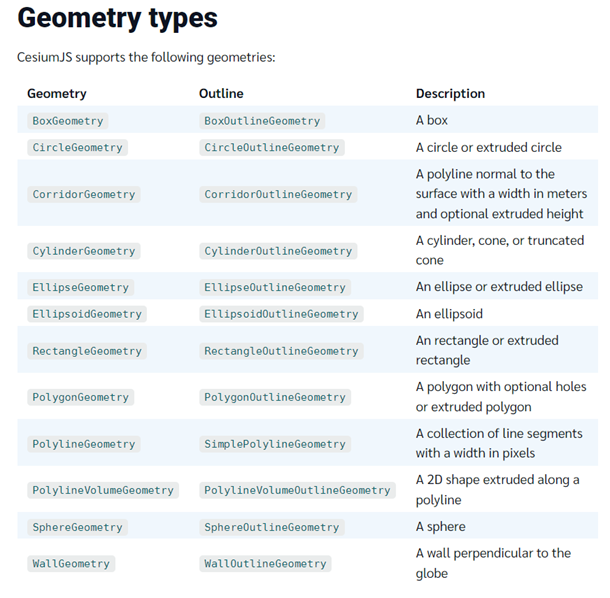 Geometry types
CesiumJS supports the following geometries:
Geometry Outline Description
BoxGeometry BoxOutlineGeometry A box
CircleGeometry CircleOutlineGeometry A circle or extruded circle
CorridorGeometry CorridorOutlineGeometry A polyline normal to the
surface with a width in meters
and optional extruded height
CylinderGeometry CylinderOutlineGeometry A cylinder, cone, or truncated
cone
EllipseGeometry EllipseOutlineGeometry An ellipse or extruded ellipse
EllipsoidGeometry EllipsoidOutlineGeometry An ellipsoid
RectangleGeometry RectangleOutlineGeometry An rectangle or extruded
rectangle
PolygonGeometry PolygonOutlineGeometry A polygon with optional holes
or extruded polygon
PolylineGeometry SimplePolylineGeometry A collection of line segments
with a width in pixels
PolylineVolumeGeometry PolylineVolumeOutlineGeometry A 2D shape extruded along a
polyline
SphereGeometry SphereOutlineGeometry A sphere
WallGeometry WallOutlineGeometry A wall perpendicular to the
globe